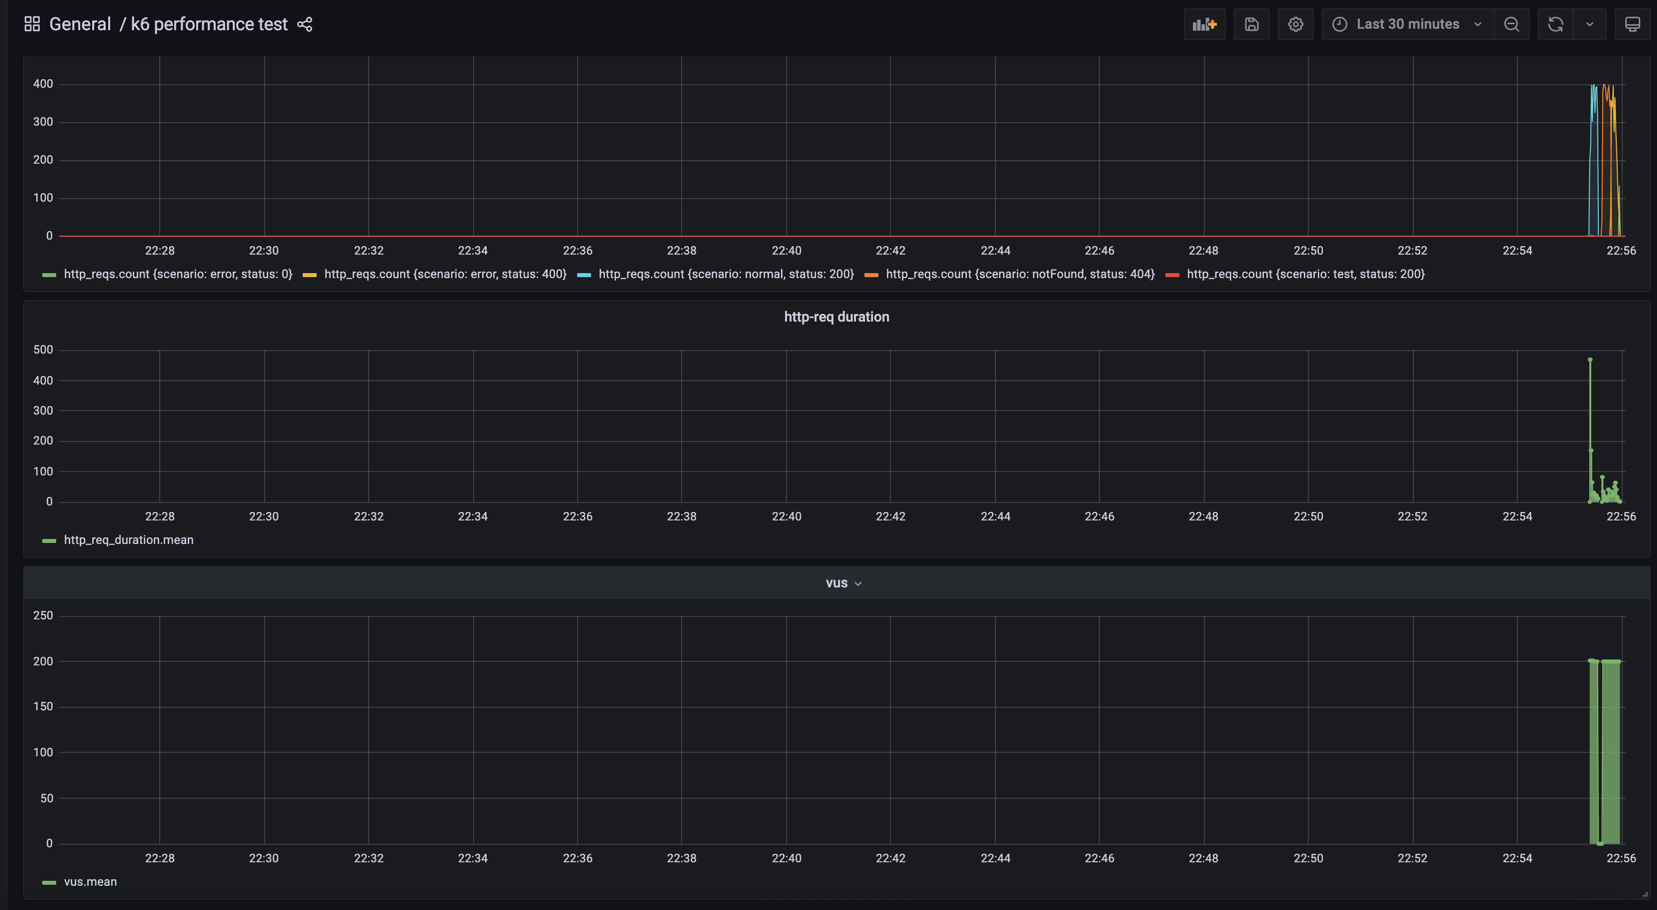 General / k6 performance test
Last 30 minutes
400
300
200
100
0
22:28 22:30 22:32 22:34 22:36 22:38 22:40 22:42 22:44 22:46 22:48 22:50 22:52 22:54 22:56
http_reqs.count {scenario: error, status: 0} http_reqs.count {scenario: error, status: 400} http_reqs.count {scenario: normal, status: 200} http_reqs.count {scenario: notFound, status: 404} http_reqs.count {scenario: test, status: 200}
http-req duration
500
400
300
200
100
0
22:28 22:30 22:32 22:34 22:36 22:38 22:40 22:42 22:44 22:46 22:48 22:50 22:52 22:54 22:56
http_req_duration.mean
vus
250
200
150
100
50
0
22:28 22:30 22:32 22:34 22:36 22:38 22:40 22:42 22:44 22:46 22:48 22:50 22:52 22:54 22:56
vus.mean